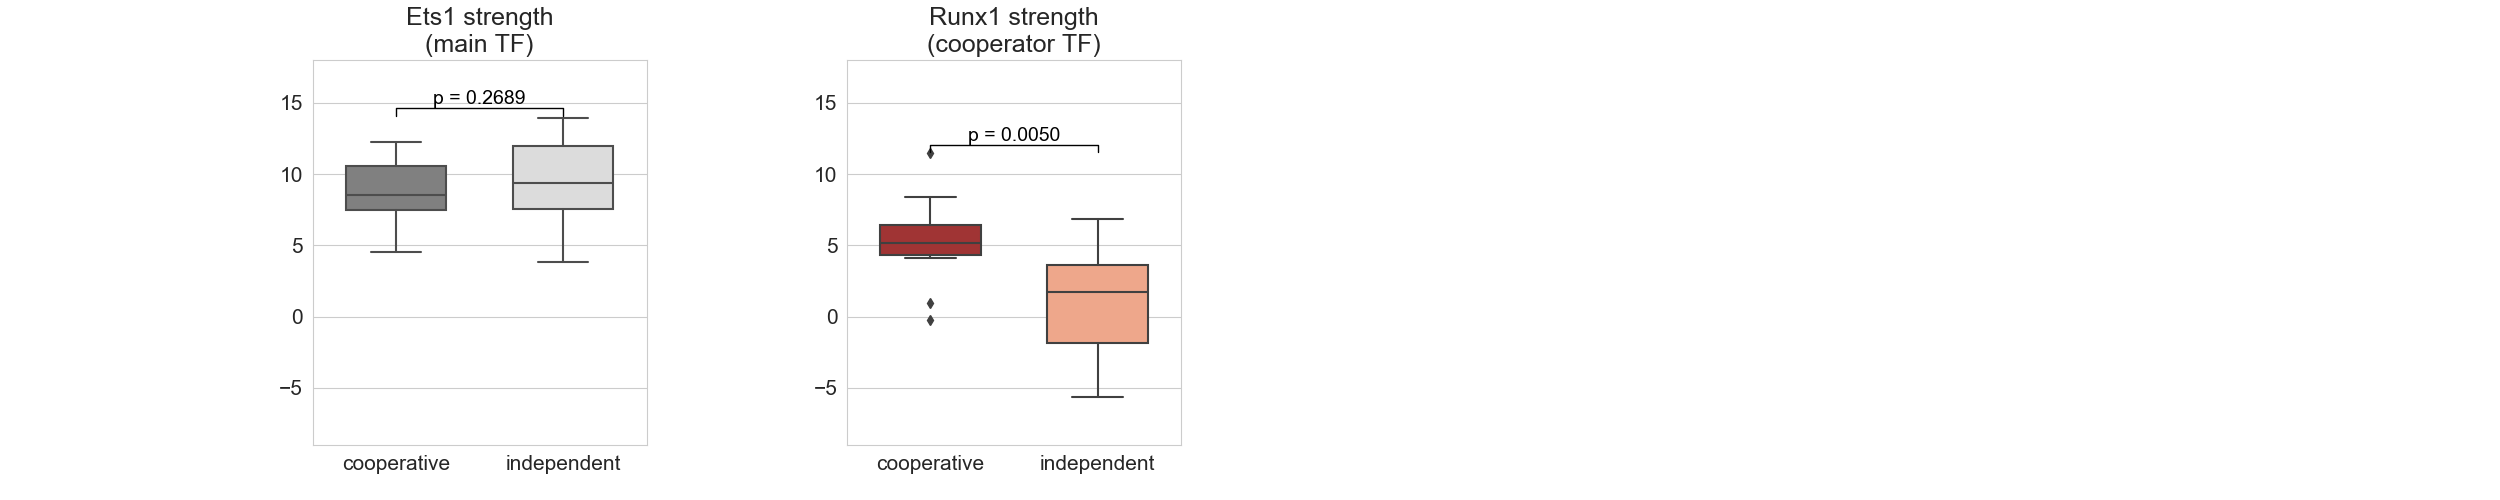 Ets1 strength
(main TF)
15
10
5
0
−5
p = 0.2689
cooperative
independent
Runx1 strength
(cooperator TF)
15
10
5
0
−5
p = 0.0050
cooperative
independent